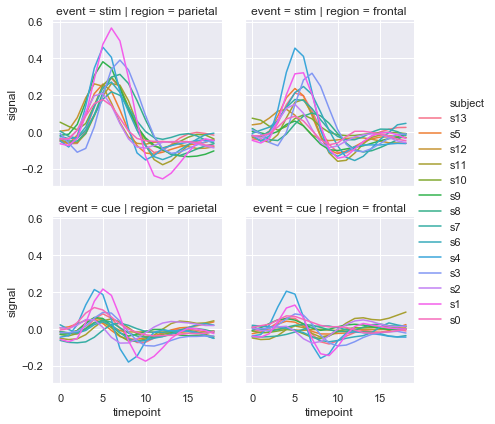 event = stim | region = parietal
event = stim | region = frontal
0.6
0.4
0.2
0.0
−0.2
signal
event = cue | region = parietal
event = cue | region = frontal
0.6
0.4
0.2
0.0
−0.2
signal
0
5
10
15
timepoint
0
5
10
15
timepoint
subject
s13
s5
s12
s11
s10
s9
s8
s7
s6
s4
s3
s2
s1
s0